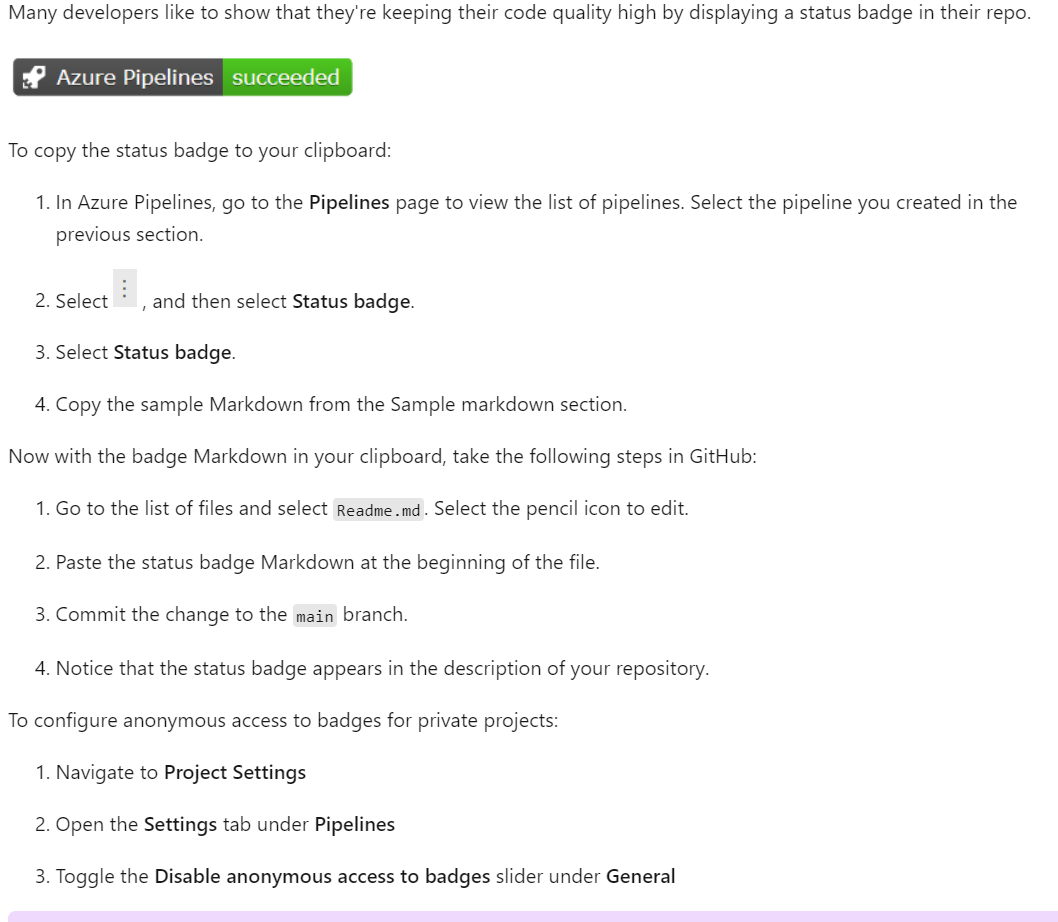 Many developers like to show that they're keeping their code quality high by displaying a status badge in their repo.
Azure Pipelines succeeded
To copy the status badge to your clipboard:
1. In Azure Pipelines, go to the Pipelines page to view the list of pipelines. Select the pipeline you created in the
previous section.
2. Select ⋮ , and then select Status badge.
3. Select Status badge.
4. Copy the sample Markdown from the Sample markdown section.
Now with the badge Markdown in your clipboard, take the following steps in GitHub:
1. Go to the list of files and select Readme.md. Select the pencil icon to edit.
2. Paste the status badge Markdown at the beginning of the file.
3. Commit the change to the main branch.
4. Notice that the status badge appears in the description of your repository.
To configure anonymous access to badges for private projects:
1. Navigate to Project Settings
2. Open the Settings tab under Pipelines
3. Toggle the Disable anonymous access to badges slider under General